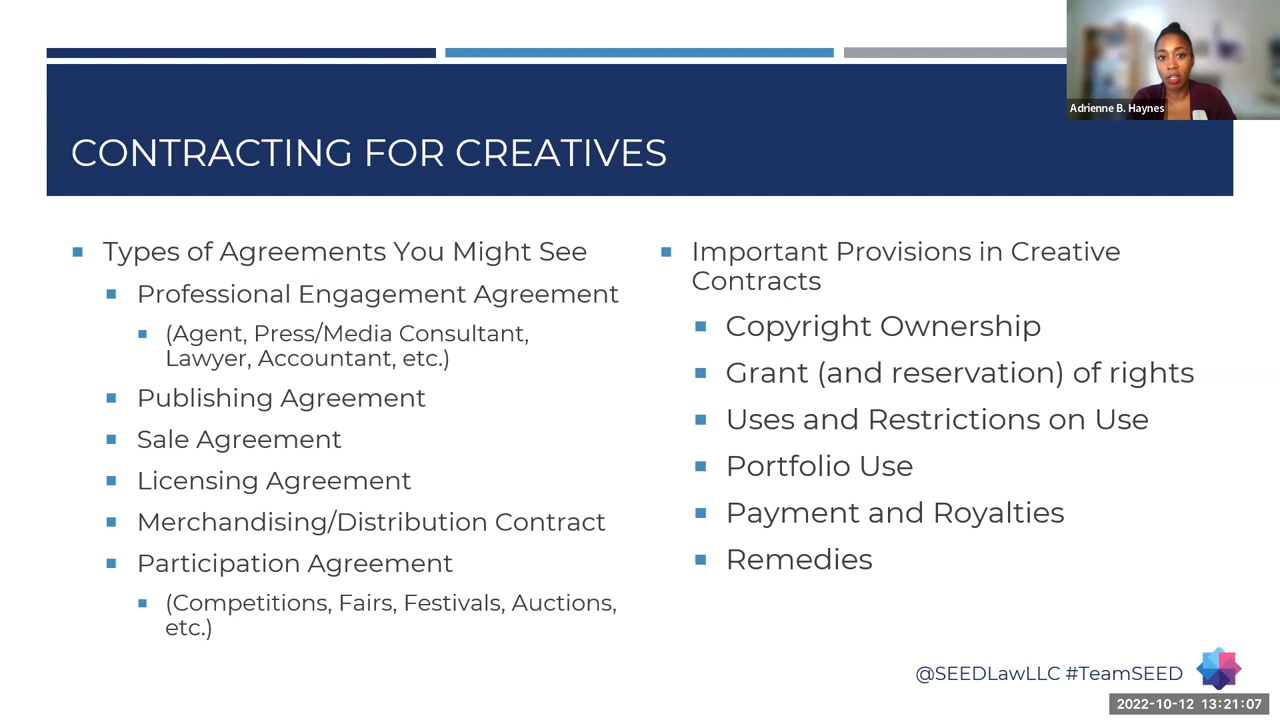 Adrienne B. Haynes
CONTRACTING FOR CREATIVES
Types of Agreements You Might See
Professional Engagement Agreement
(Agent, Press/Media Consultant,
Lawyer, Accountant, etc.)
Publishing Agreement
Sale Agreement
Licensing Agreement
Merchandising/Distribution Contract
Participation Agreement
(Competitions, Fairs, Festivals, Auctions,
etc.)
Important Provisions in Creative
Contracts
Copyright Ownership
Grant (and reservation) of rights
Uses and Restrictions on Use
Portfolio Use
Payment and Royalties
Remedies
@SEEDLawLLC #TeamSEED
2022-10-12 13:21:07